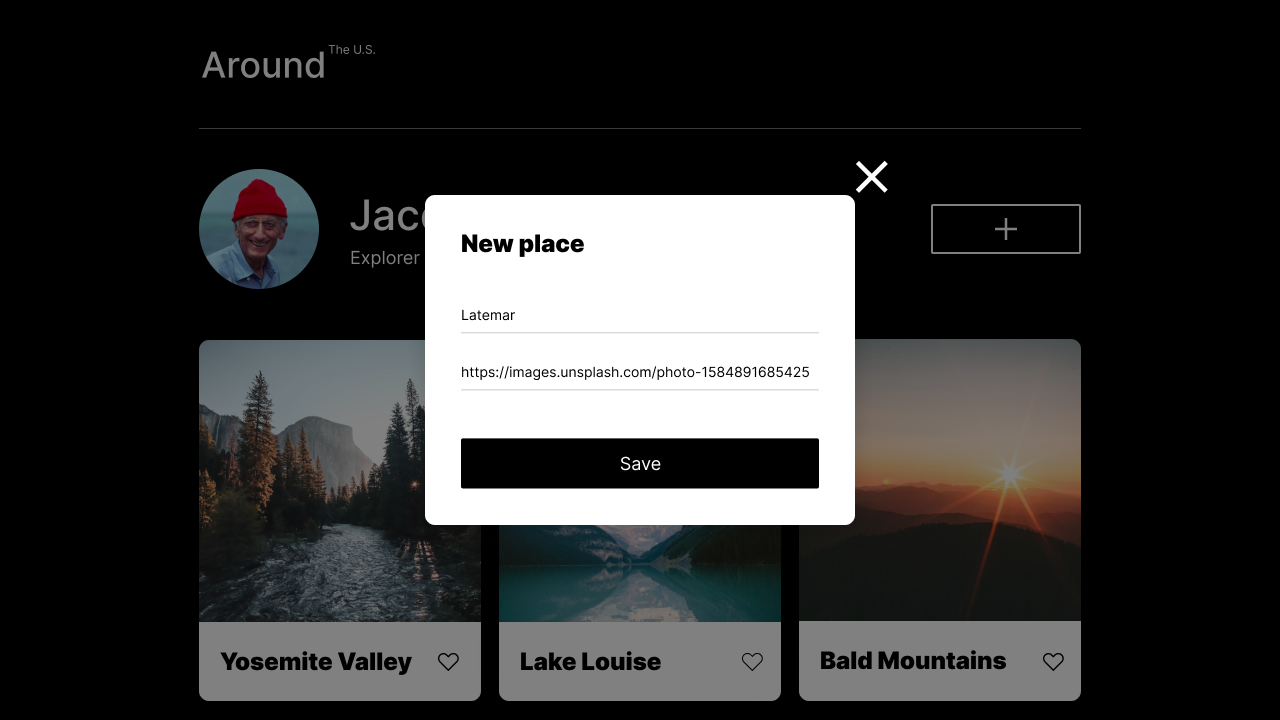 Around The U.S.
Jac
Explorer
New place
Latemar
https://images.unsplash.com/photo-1584891685425
Save
Yosemite Valley
Lake Louise
Bald Mountains